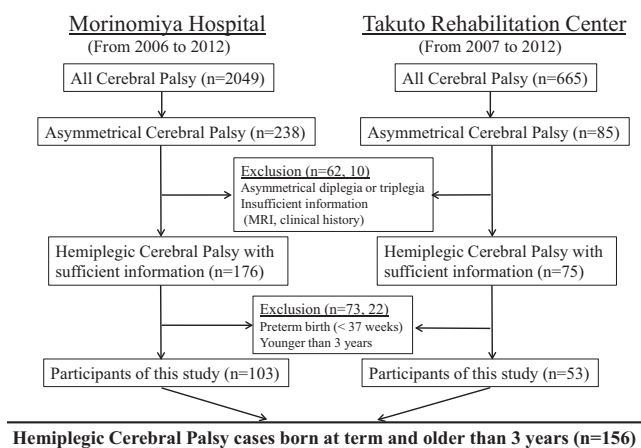 Morinomiya Hospital
(From 2006 to 2012)
Takuto Rehabilitation Center
(From 2007 to 2012)
All Cerebral Palsy (n=2049)
All Cerebral Palsy (n=665)
Asymmetrical Cerebral Palsy (n=238)
Asymmetrical Cerebral Palsy (n=85)
Exclusion (n=62, 10)
Asymmetrical diplegia or triplegia
Insufficient information
(MRI, clinical history)
Hemiplegic Cerebral Palsy with
sufficient information (n=176)
Hemiplegic Cerebral Palsy with
sufficient information (n=75)
Exclusion (n=73, 22)
Preterm birth (< 37 weeks)
Younger than 3 years
Participants of this study (n=103)
Participants of this study (n=53)
Hemiplegic Cerebral Palsy cases born at term and older than 3 years (n=156)